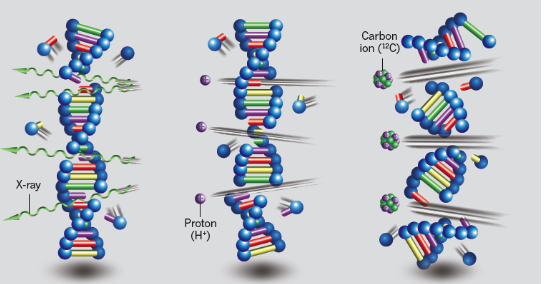 Carbon
ion (¹²C)
X-ray
Proton
(H⁺)